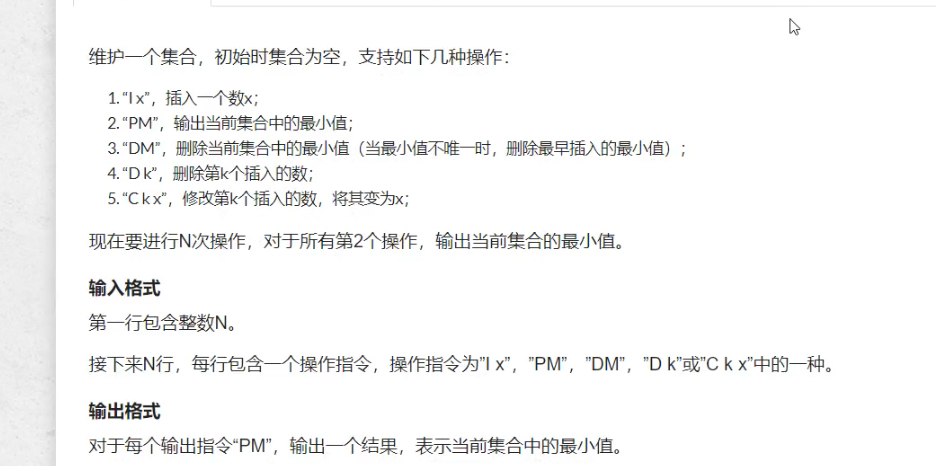 维护一个集合，初始时集合为空，支持如下几种操作：
1. “I x”，插入一个数x；
2. “PM”，输出当前集合中的最小值；
3. “DM”，删除当前集合中的最小值（当最小值不唯一时，删除最早插入的最小值）；
4. “D k”，删除第k个插入的数；
5. “C k x”，修改第k个插入的数，将其变为x；
现在要进行N次操作，对于所有第2个操作，输出当前集合的最小值。
输入格式
第一行包含整数N。
接下来N行，每行包含一个操作指令，操作指令为”I x”，”PM”，”DM”，”D k”或”C k x”中的一种。
输出格式
对于每个输出指令“PM”，输出一个结果，表示当前集合中的最小值。